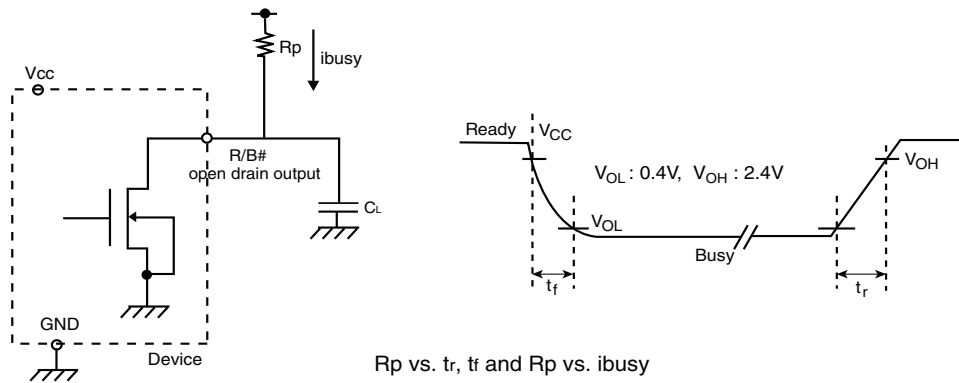 Rp
ibusy
Vcc
R/B#
open drain output
CL
GND
Device
Ready
VCC
VOL : 0.4V, VOH : 2.4V
VOH
VOL
Busy
tf
tr
Rp vs. tr, tf and Rp vs. ibusy